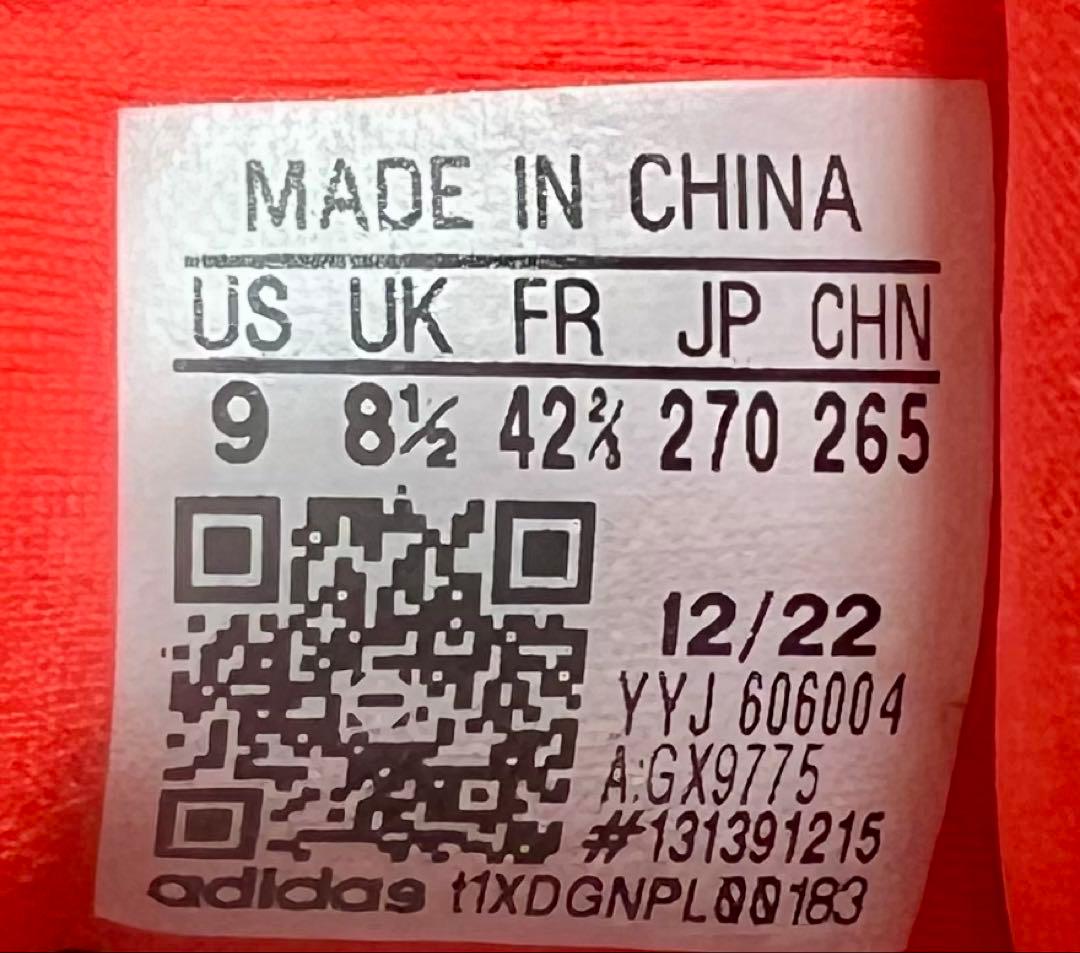 MADE IN CHINA
US UK FR JP CHN
9 8½ 42⅔ 270 265
12/22
YYJ 606004
A:GX9775
#131391215
adidas t1XDGNPL00183